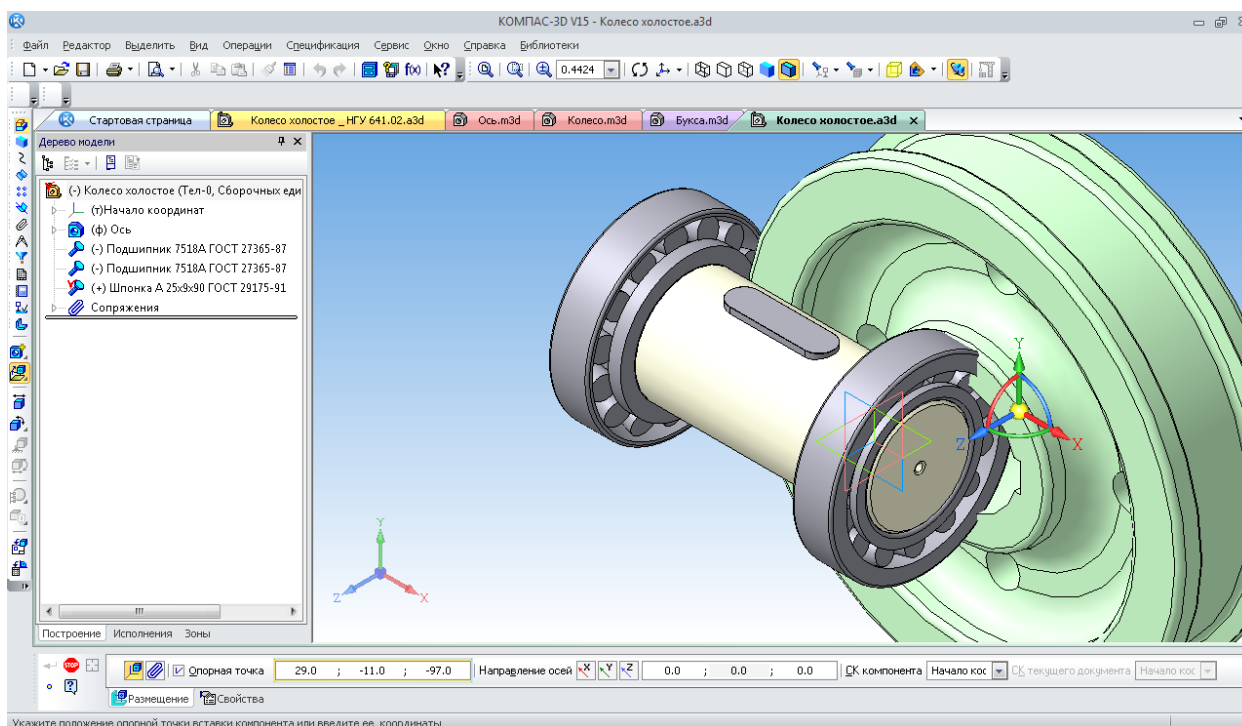 КОМПАС-3D V15 - Колесо холостое.a3d
Файл Редактор Выделить Вид Операции Спецификация Сервис Окно Справка Библиотеки
0.4424 f(x)
Стартовая страница Колесо холостое _ НГУ 641.02.a3d Ось.m3d Колесо.m3d Букса.m3d Колесо холостое.a3d
Дерево модели
(-) Колесо холостое (Тел-0, Сборочных еди
(т)Начало координат
(ф) Ось
(-) Подшипник 7518А ГОСТ 27365-87
(-) Подшипник 7518А ГОСТ 27365-87
(+) Шпонка А 25х9х90 ГОСТ 29175-91
Сопряжения
Y
Z X
Y
Z X
Построение Исполнения Зоны
STOP Опорная точка 29.0 ; -11.0 ; -97.0 Направление осей X Y Z 0.0 ; 0.0 ; 0.0 СК компонента Начало коо СК текущего документа Начало коо
Размещение Свойства
Укажите положение опорной точки вставки компонента или введите ее координаты